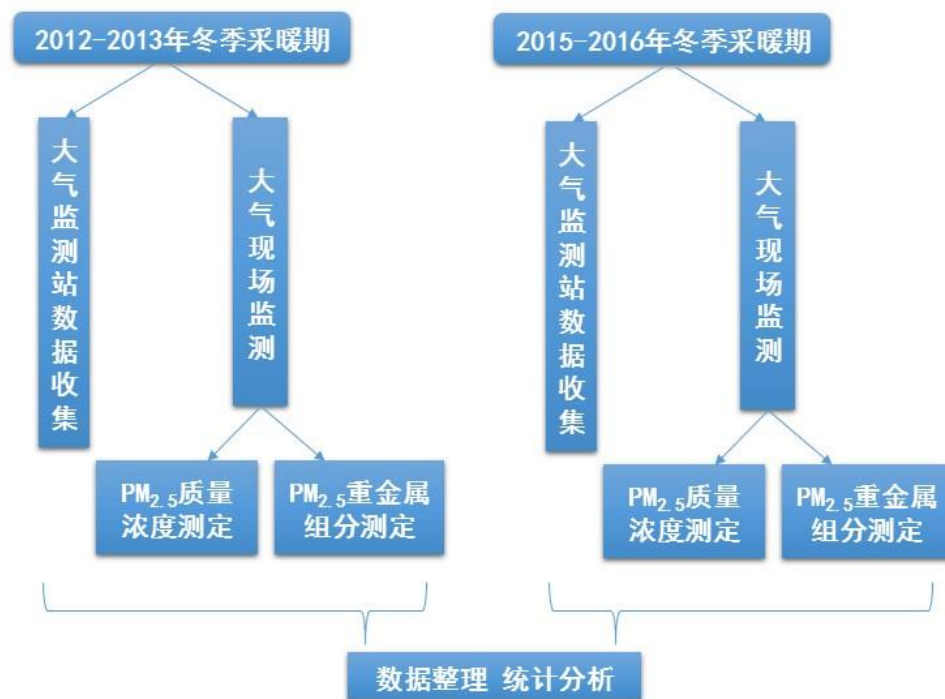 2012-2013年冬季采暖期
2015-2016年冬季采暖期
大气监测站数据收集
大气现场监测
大气监测站数据收集
大气现场监测
PM2.5质量
浓度测定
PM2.5重金属
组分测定
PM2.5质量
浓度测定
PM2.5重金属
组分测定
数据整理 统计分析